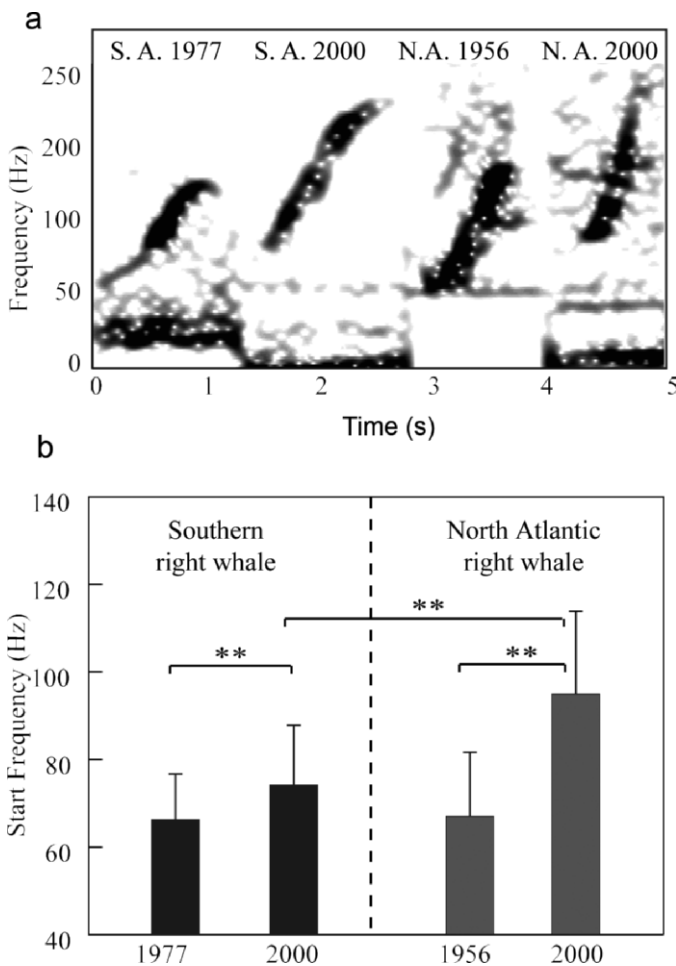 a
S. A. 1977 S. A. 2000 N.A. 1956 N. A. 2000
Frequency (Hz)
250
200
100
50
0
0 1 2 3 4 5
Time (s)
b
Start Frequency (Hz)
140
120
100
80
60
40
Southern
right whale
North Atlantic
right whale
**
**
**
1977 2000 1956 2000